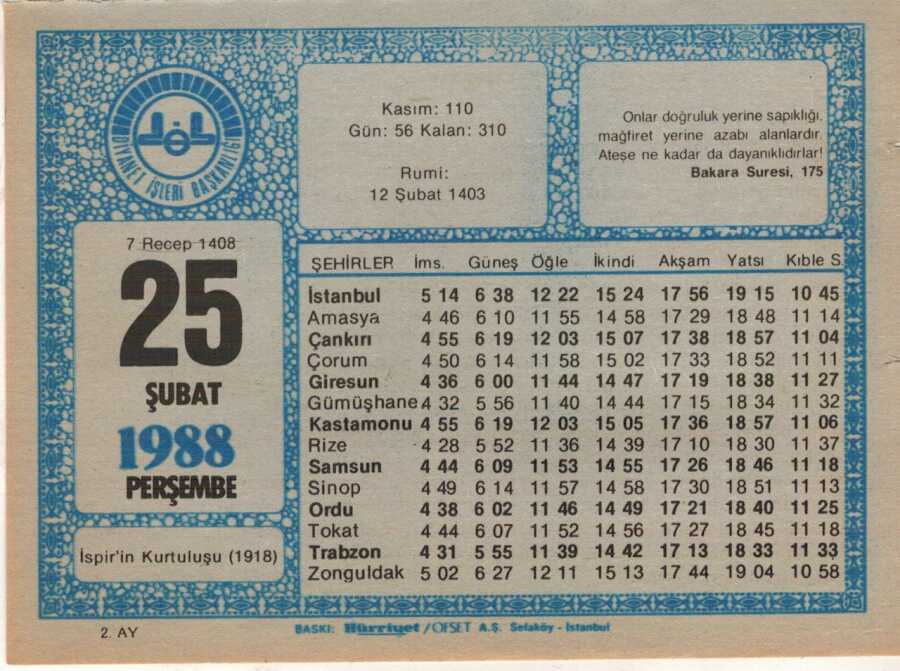 DİYANET İŞLERİ BAŞKANLIĞI
Kasım: 110
Gün: 56 Kalan: 310
Rumi:
12 Şubat 1403
Onlar doğruluk yerine sapıklığı,
mağfiret yerine azabı alanlardır.
Ateşe ne kadar da dayanıklıdırlar!
Bakara Suresi, 175
7 Recep 1408
25
ŞUBAT
1988
PERŞEMBE
İspir'in Kurtuluşu (1918)
ŞEHİRLER İms. Güneş Öğle İkindi Akşam Yatsı Kıble S.
İstanbul 5 14 6 38 12 22 15 24 17 56 19 15 10 45
Amasya 4 46 6 10 11 55 14 58 17 29 18 48 11 14
Çankırı 4 55 6 19 12 03 15 07 17 38 18 57 11 04
Çorum 4 50 6 14 11 58 15 02 17 33 18 52 11 11
Giresun 4 36 6 00 11 44 14 47 17 19 18 38 11 27
Gümüşhane 4 32 5 56 11 40 14 44 17 15 18 34 11 32
Kastamonu 4 55 6 19 12 03 15 05 17 36 18 57 11 06
Rize 4 28 5 52 11 36 14 39 17 10 18 30 11 37
Samsun 4 44 6 09 11 53 14 55 17 26 18 46 11 18
Sinop 4 49 6 14 11 57 14 58 17 30 18 51 11 13
Ordu 4 38 6 02 11 46 14 49 17 21 18 40 11 25
Tokat 4 44 6 07 11 52 14 56 17 27 18 45 11 18
Trabzon 4 31 5 55 11 39 14 42 17 13 18 33 11 33
Zonguldak 5 02 6 27 12 11 15 13 17 44 19 04 10 58
2. AY
BASKI: Hürriyet / OFSET A.Ş. Sefaköy - İstanbul